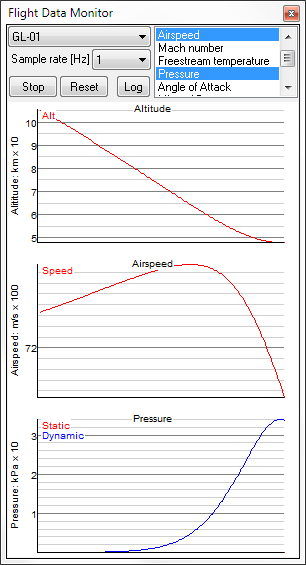 Flight Data Monitor
GL-01
Sample rate [Hz] 1
Stop Reset Log
Airspeed
Mach number
Freestream temperature
Pressure
Angle of Attack
Altitude
Alt
10
9
8
7
6
5
Altitude: km x 10
Airspeed
Speed
72
Airspeed: m/s x 100
Pressure
Static
Dynamic
3
2
1
Pressure: kPa x 10